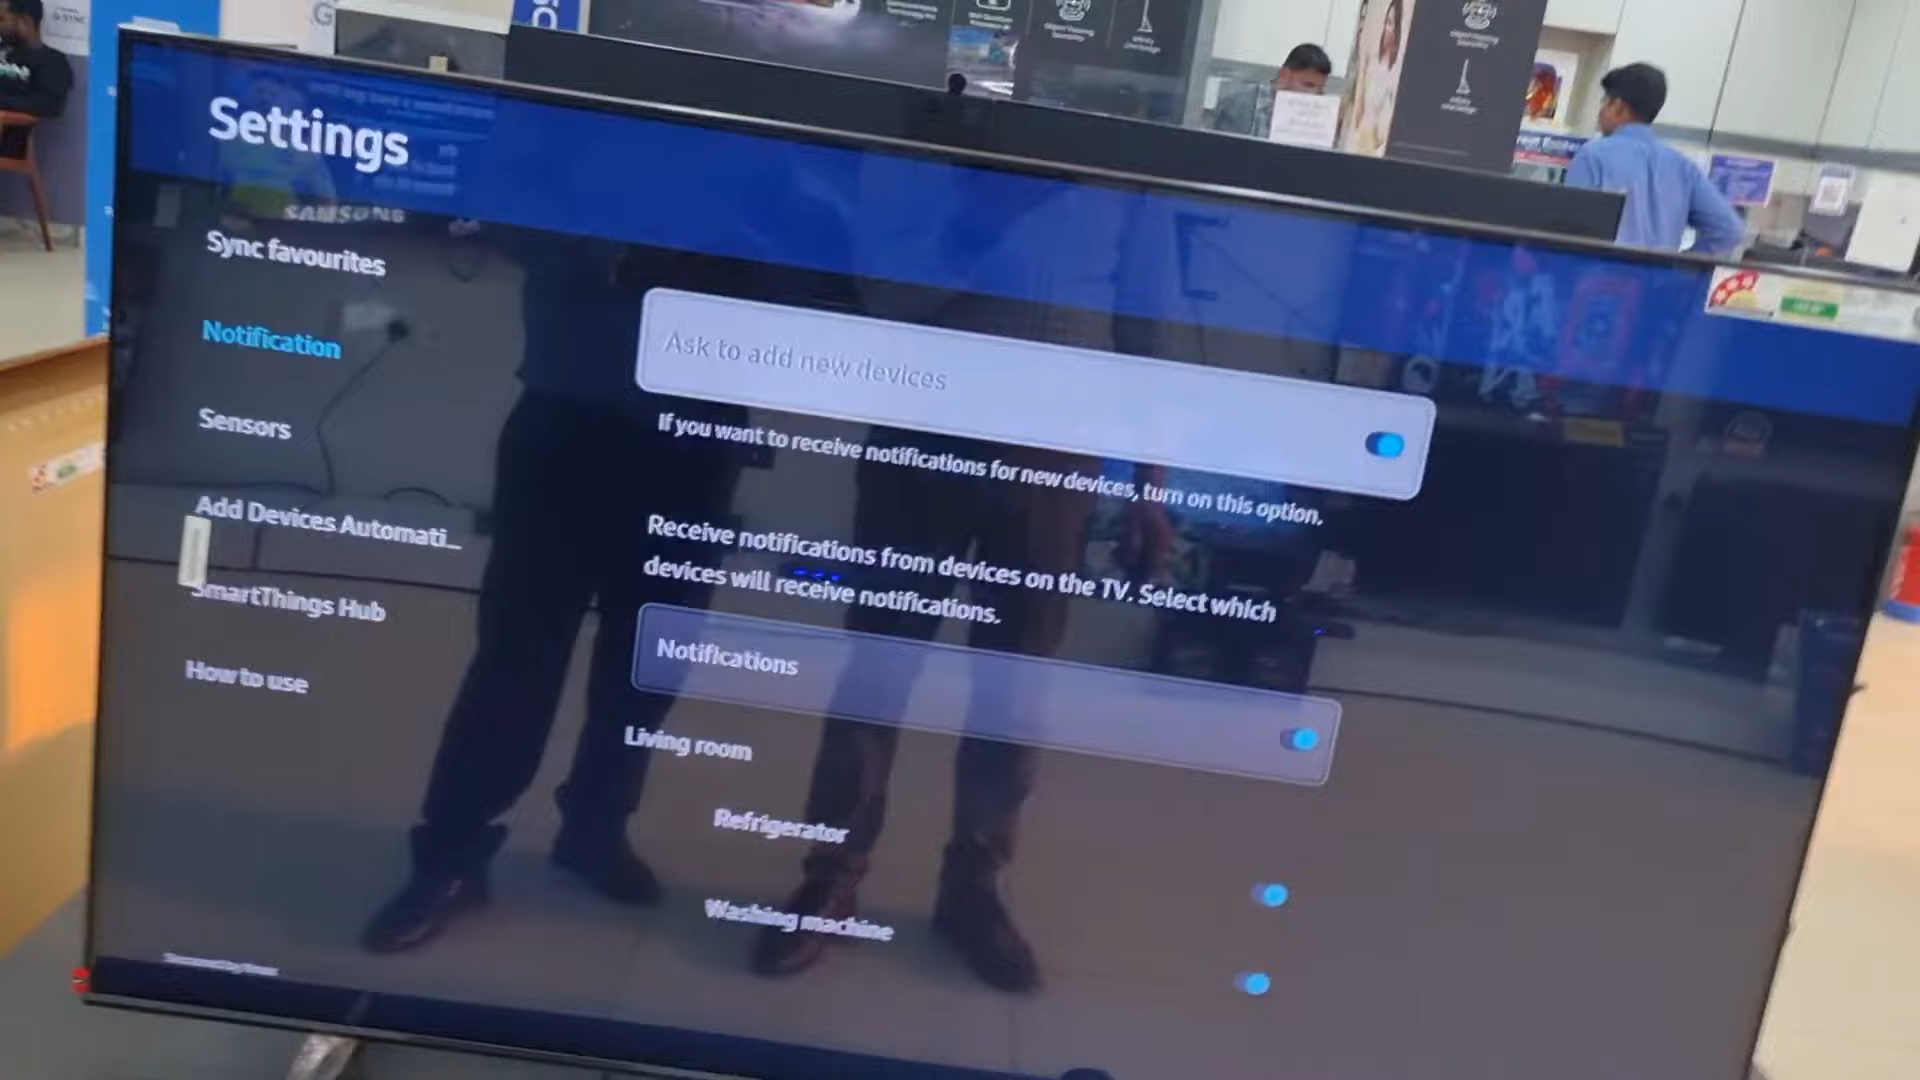 Settings
SAMSUNG
Sync favourites
Notification
Sensors
Add Devices Automati...
SmartThings Hub
How to use
Ask to add new devices
If you want to receive notifications for new devices, turn on this option.
Receive notifications from devices on the TV. Select which
devices will receive notifications.
Notifications
Living room
Refrigerator
Washing machine